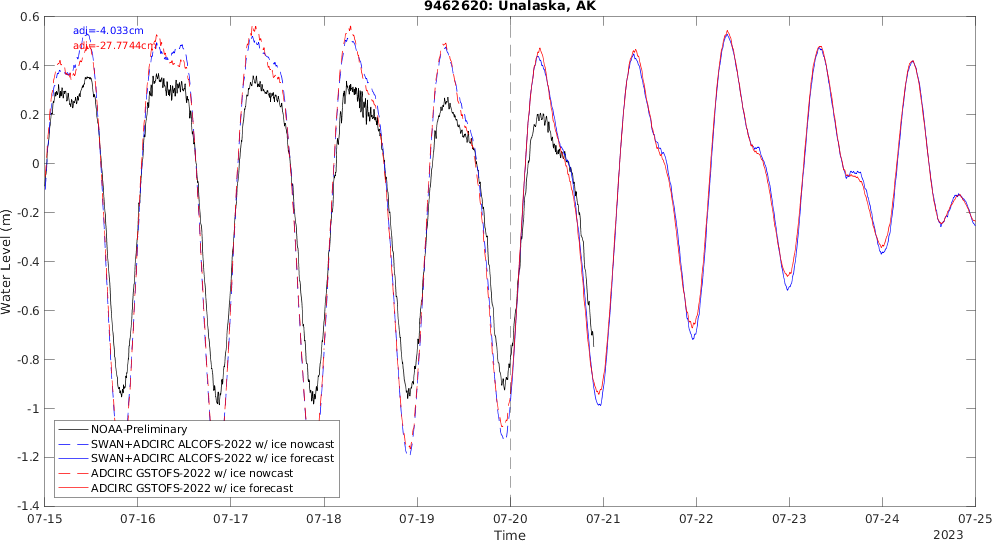 9462620: Unalaska, AK
adj=-4.033cm
adj=-27.7744cm
0.6
0.4
0.2
0
-0.2
-0.4
-0.6
-0.8
-1
-1.2
-1.4
Water Level (m)
NOAA-Preliminary
SWAN+ADCIRC ALCOFS-2022 w/ ice nowcast
SWAN+ADCIRC ALCOFS-2022 w/ ice forecast
ADCIRC GSTOFS-2022 w/ ice nowcast
ADCIRC GSTOFS-2022 w/ ice forecast
07-15 07-16 07-17 07-18 07-19 07-20 07-21 07-22 07-23 07-24 07-25
Time
2023